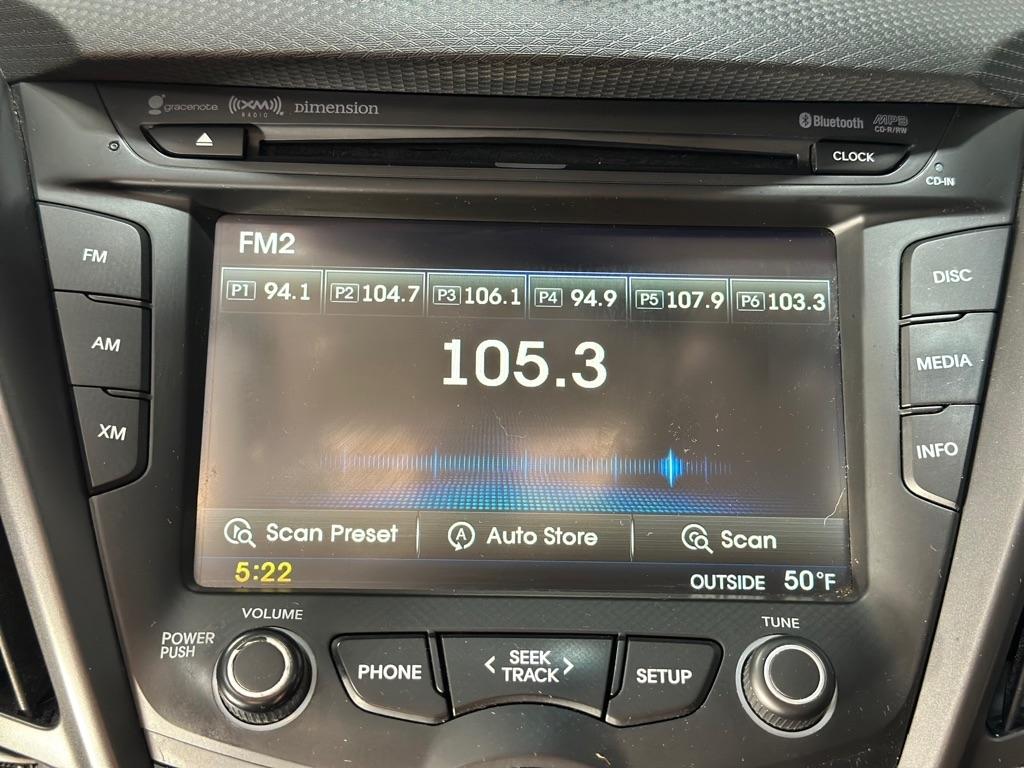 gracenote (((XM))) RADIO Dimension
Bluetooth MP3
CD-R/RW
CLOCK
CD-IN
FM2
P1 94.1 P2 104.7 P3 106.1 P4 94.9 P5 107.9 P6 103.3
105.3
FM
AM
XM
DISC
MEDIA
INFO
Scan Preset Auto Store Scan
5:22 OUTSIDE 50°F
VOLUME
POWER
PUSH
PHONE
< SEEK >
TRACK
SETUP
TUNE